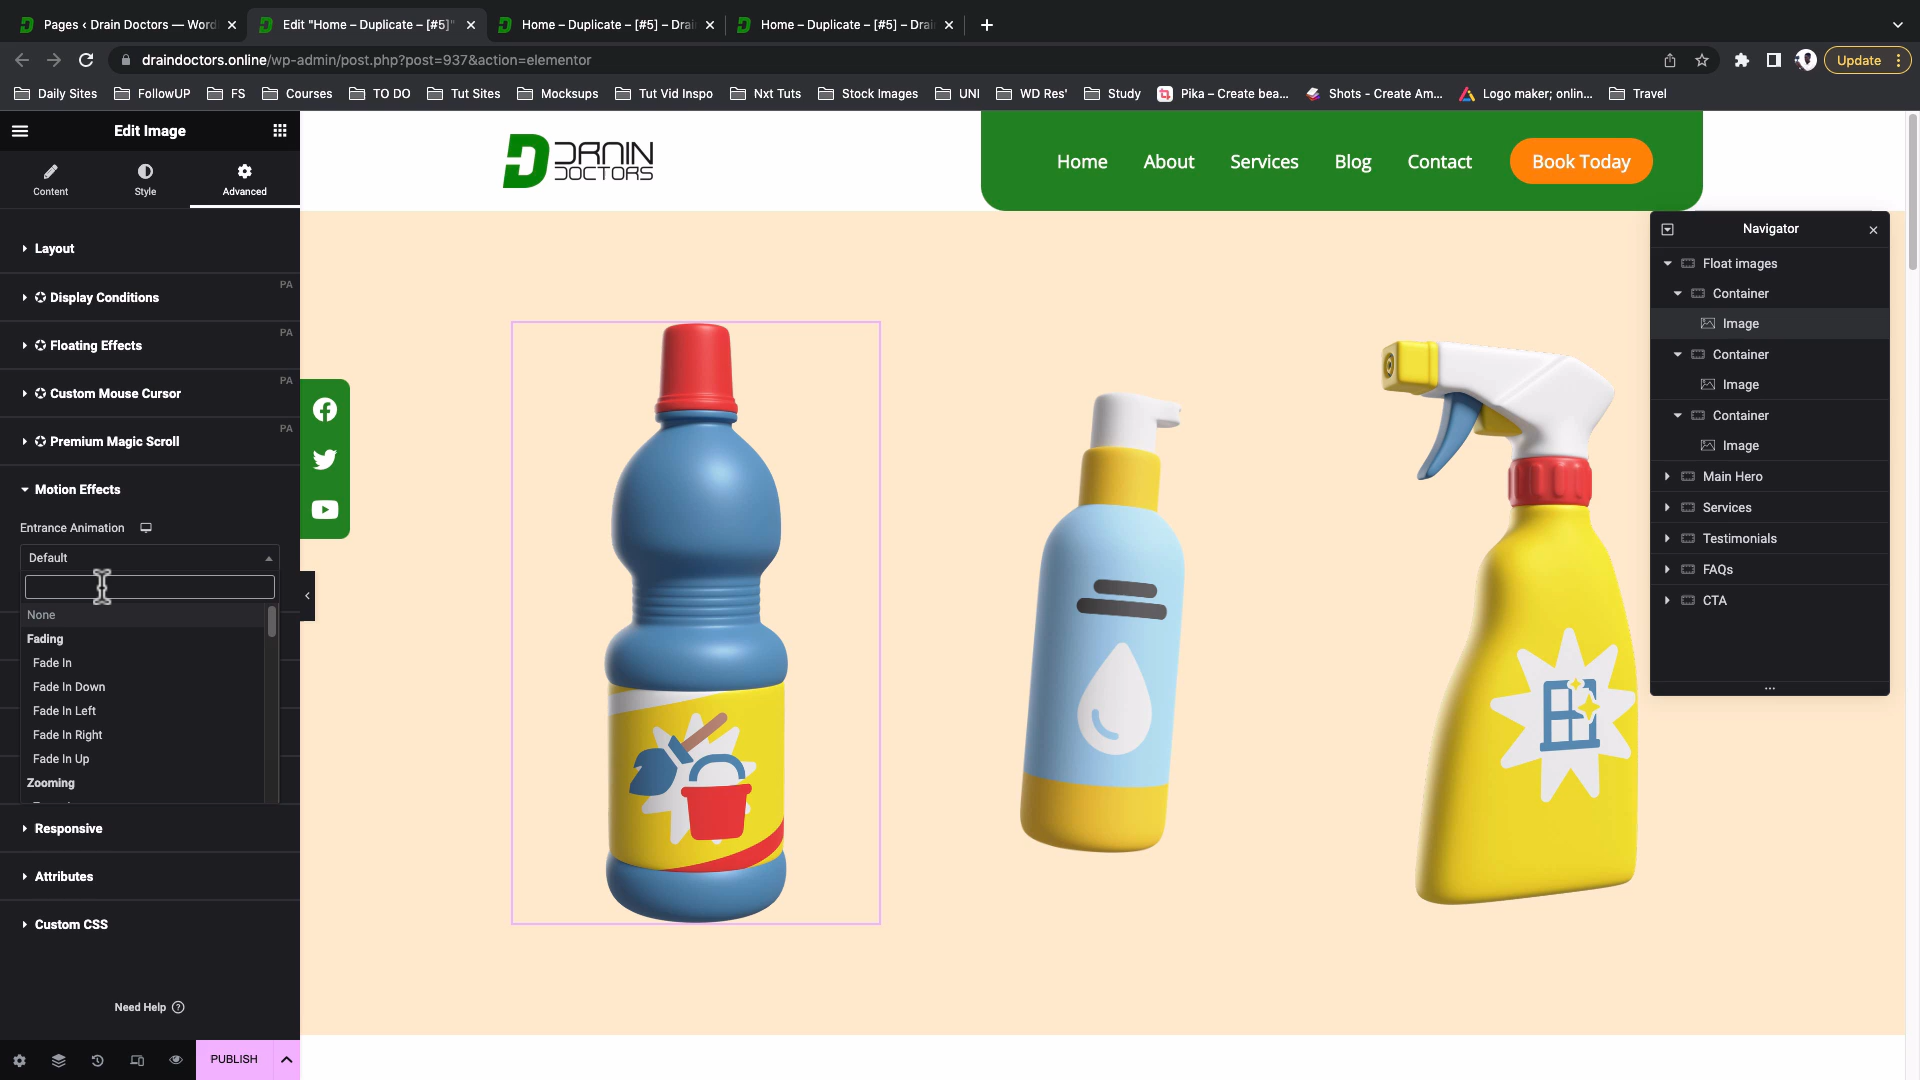 Pages ‹ Drain Doctors — Word
Edit "Home – Duplicate – [#5]"
Home – Duplicate – [#5] – Drai
Home – Duplicate – [#5] – Drai
draindoctors.online/wp-admin/post.php?post=937&action=elementor
Update
Daily Sites
FollowUP
FS
Courses
TO DO
Tut Sites
Mocksups
Tut Vid Inspo
Nxt Tuts
Stock Images
UNI
WD Res'
Study
Pika – Create bea...
Shots - Create Am...
Logo maker; onlin...
Travel
Edit Image
Content
Style
Advanced
Layout
Display Conditions
PA
Floating Effects
PA
Custom Mouse Cursor
PA
Premium Magic Scroll
PA
Motion Effects
Entrance Animation
Default
None
Fading
Fade In
Fade In Down
Fade In Left
Fade In Right
Fade In Up
Zooming
Responsive
Attributes
Custom CSS
Need Help
PUBLISH
DRAIN
DOCTORS
Home
About
Services
Blog
Contact
Book Today
Navigator
Float images
Container
Image
Container
Image
Container
Image
Main Hero
Services
Testimonials
FAQs
CTA